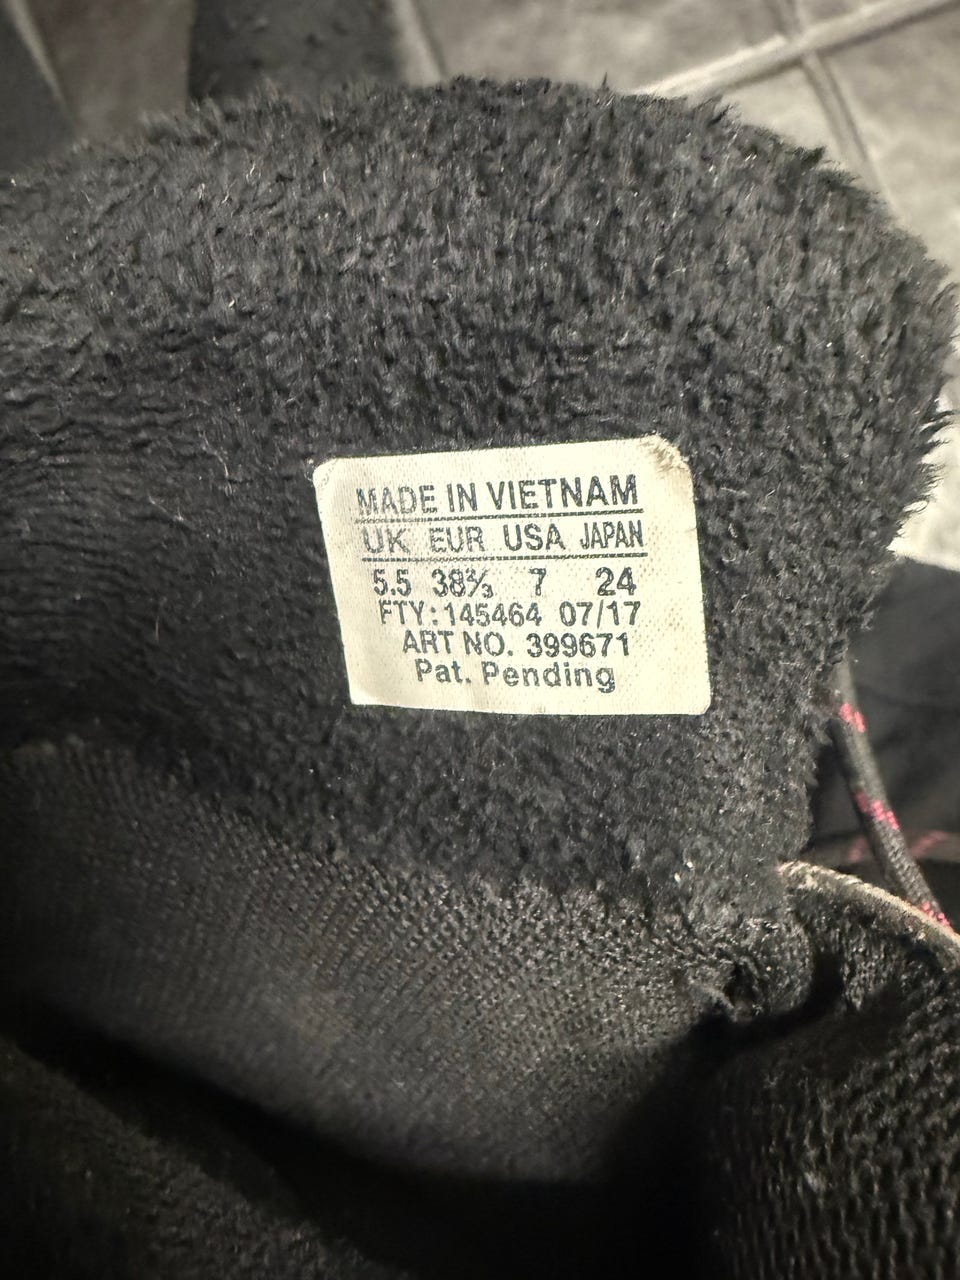 MADE IN VIETNAM
UK EUR USA JAPAN
5.5 38⅔ 7 24
FTY: 145464 07/17
ART NO. 399671
Pat. Pending